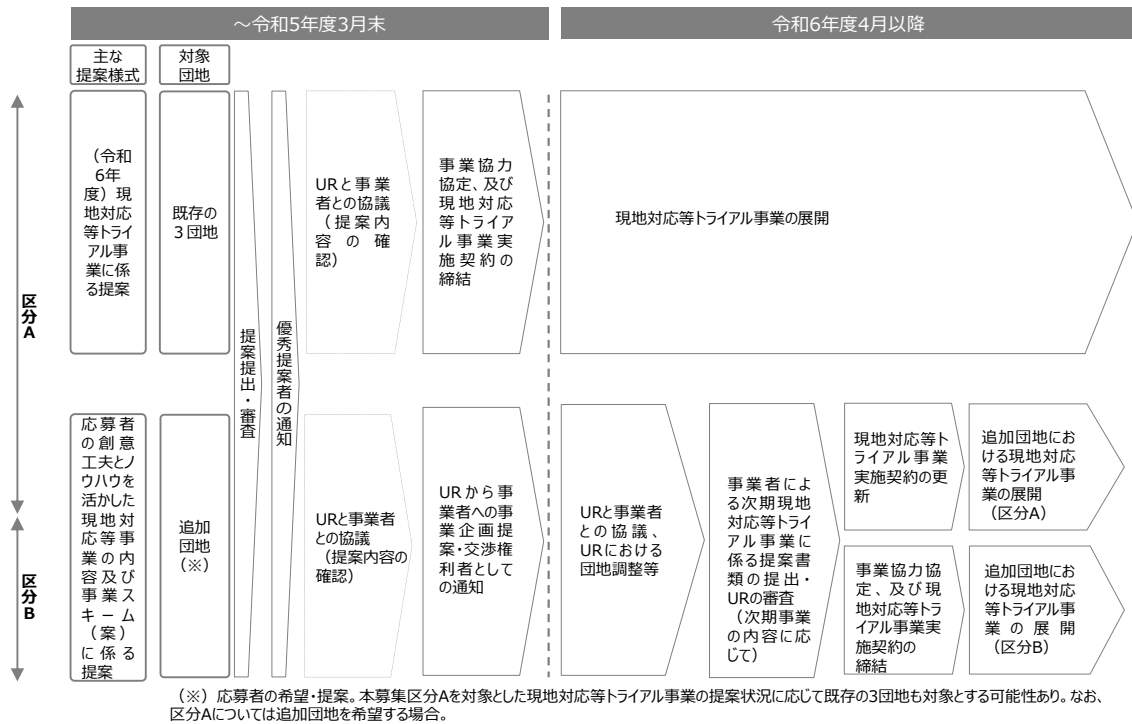 ～令和5年度3月末
令和6年度4月以降
主な
提案様式
対象
団地
区分A
（令和
6年
度）現
地対応
等トライ
アル事
業に係
る提案
既存の
３団地
提案提出・審査
優秀提案者の通知
URと事業
者との協議
（提案内
容の確
認）
事業協力
協定、及び
現地対応
等トライア
ル事業実
施契約の
締結
現地対応等トライアル事業の展開
区分B
応募者
の創意
工夫とノ
ウハウを
活かした
現地対
応等事
業の内
容及び
事業ス
キーム
（案）
に係る
提案
追加
団地
（※）
URと事業者
との協議
（提案内容の
確認）
URから事
業者への事
業企画提
案・交渉権
利者として
の通知
URと事業者
との協議、
URにおける
団地調整等
事業者によ
る次期現地
対応等トライ
アル事業に
係る提案書
類の提出・
URの審査
（次期事業
の内容に応
じて）
現地対応等ト
ライアル事業
実施契約の更
新
追加団地にお
ける現地対応
等トライアル事
業の展開
（区分A）
事業協力協
定、及び現
地対応等トラ
イアル事業実
施契約の
締結
追加団地にお
ける現地対応
等トライアル事
業の展開
（区分B）
（※）応募者の希望・提案。本募集区分Aを対象とした現地対応等トライアル事業の提案状況に応じて既存の3団地も対象とする可能性あり。なお、
区分Aについては追加団地を希望する場合。